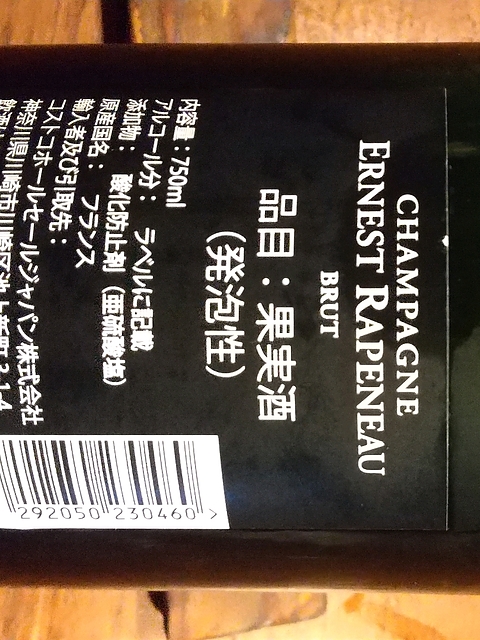 CHAMPAGNE
ERNEST RAPENEAU
BRUT
品目：果実酒
（発泡性）
内容量：750ml
アルコール分： ラベルに記載
添加物： 酸化防止剤（亜硫酸塩）
原産国名： フランス
輸入者及び引取先：
コストコホールセールジャパン株式会社
神奈川県川崎市川崎区池上新町3-1-4
292050 230460 >